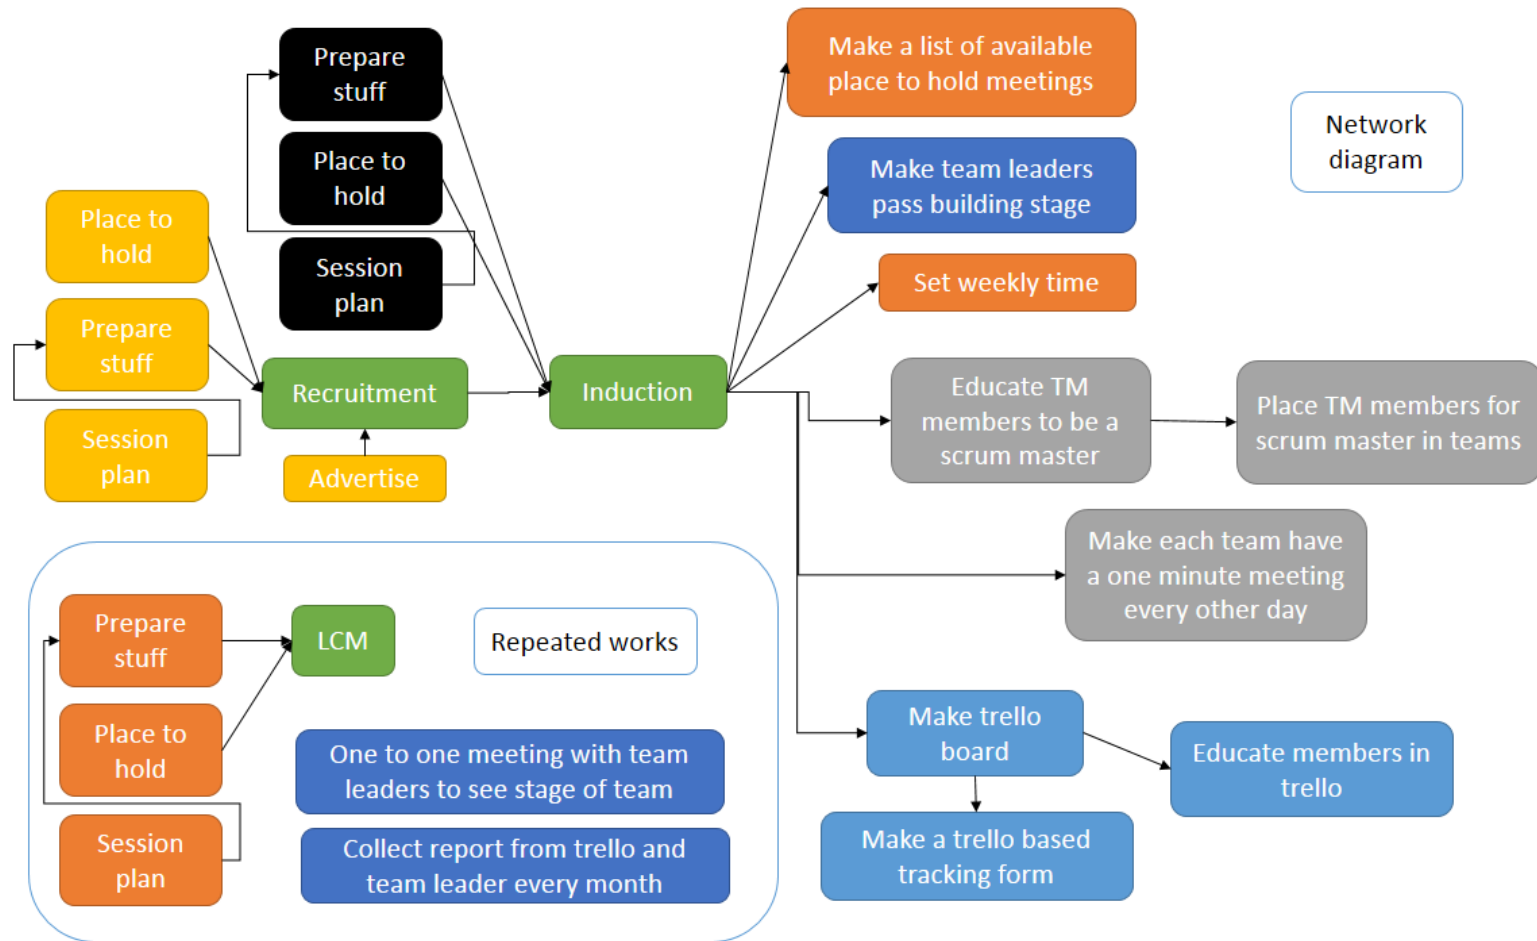 Prepare
stuff
Place to
hold
Session
plan
Place to
hold
Prepare
stuff
Session
plan
Recruitment
Advertise
Induction
Make a list of available
place to hold meetings
Make team leaders
pass building stage
Set weekly time
Educate TM
members to be a
scrum master
Place TM members for
scrum master in teams
Make each team have
a one minute meeting
every other day
Make trello
board
Educate members in
trello
Make a trello based
tracking form
Network
diagram
Prepare
stuff
Place to
hold
Session
plan
LCM
Repeated works
One to one meeting with team
leaders to see stage of team
Collect report from trello and
team leader every month